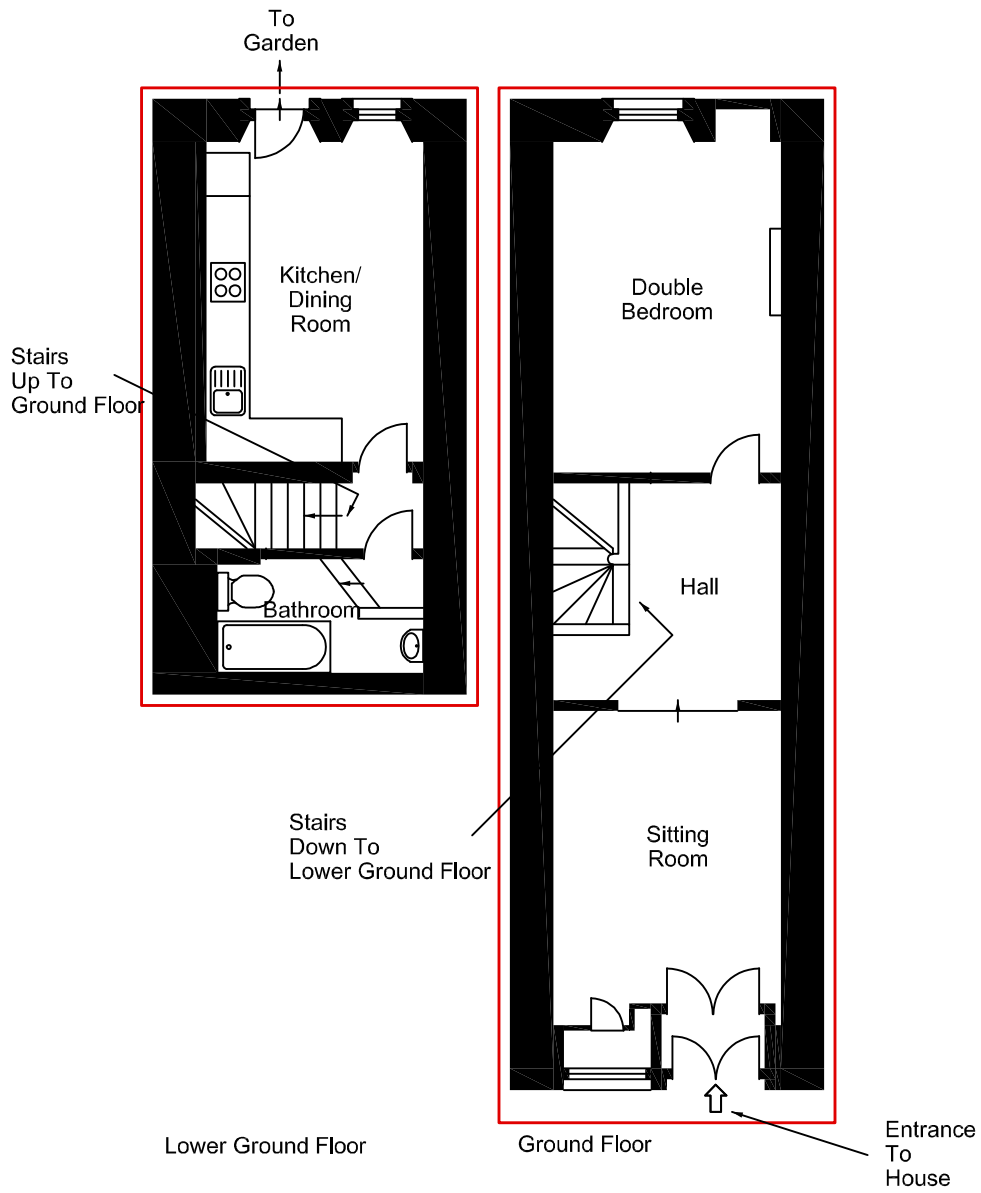 To
Garden
Kitchen/
Dining
Room
Double
Bedroom
Stairs
Up To
Ground Floor
Hall
Bathroom
Stairs
Down To
Lower Ground Floor
Sitting
Room
Lower Ground Floor
Ground Floor
Entrance
To
House